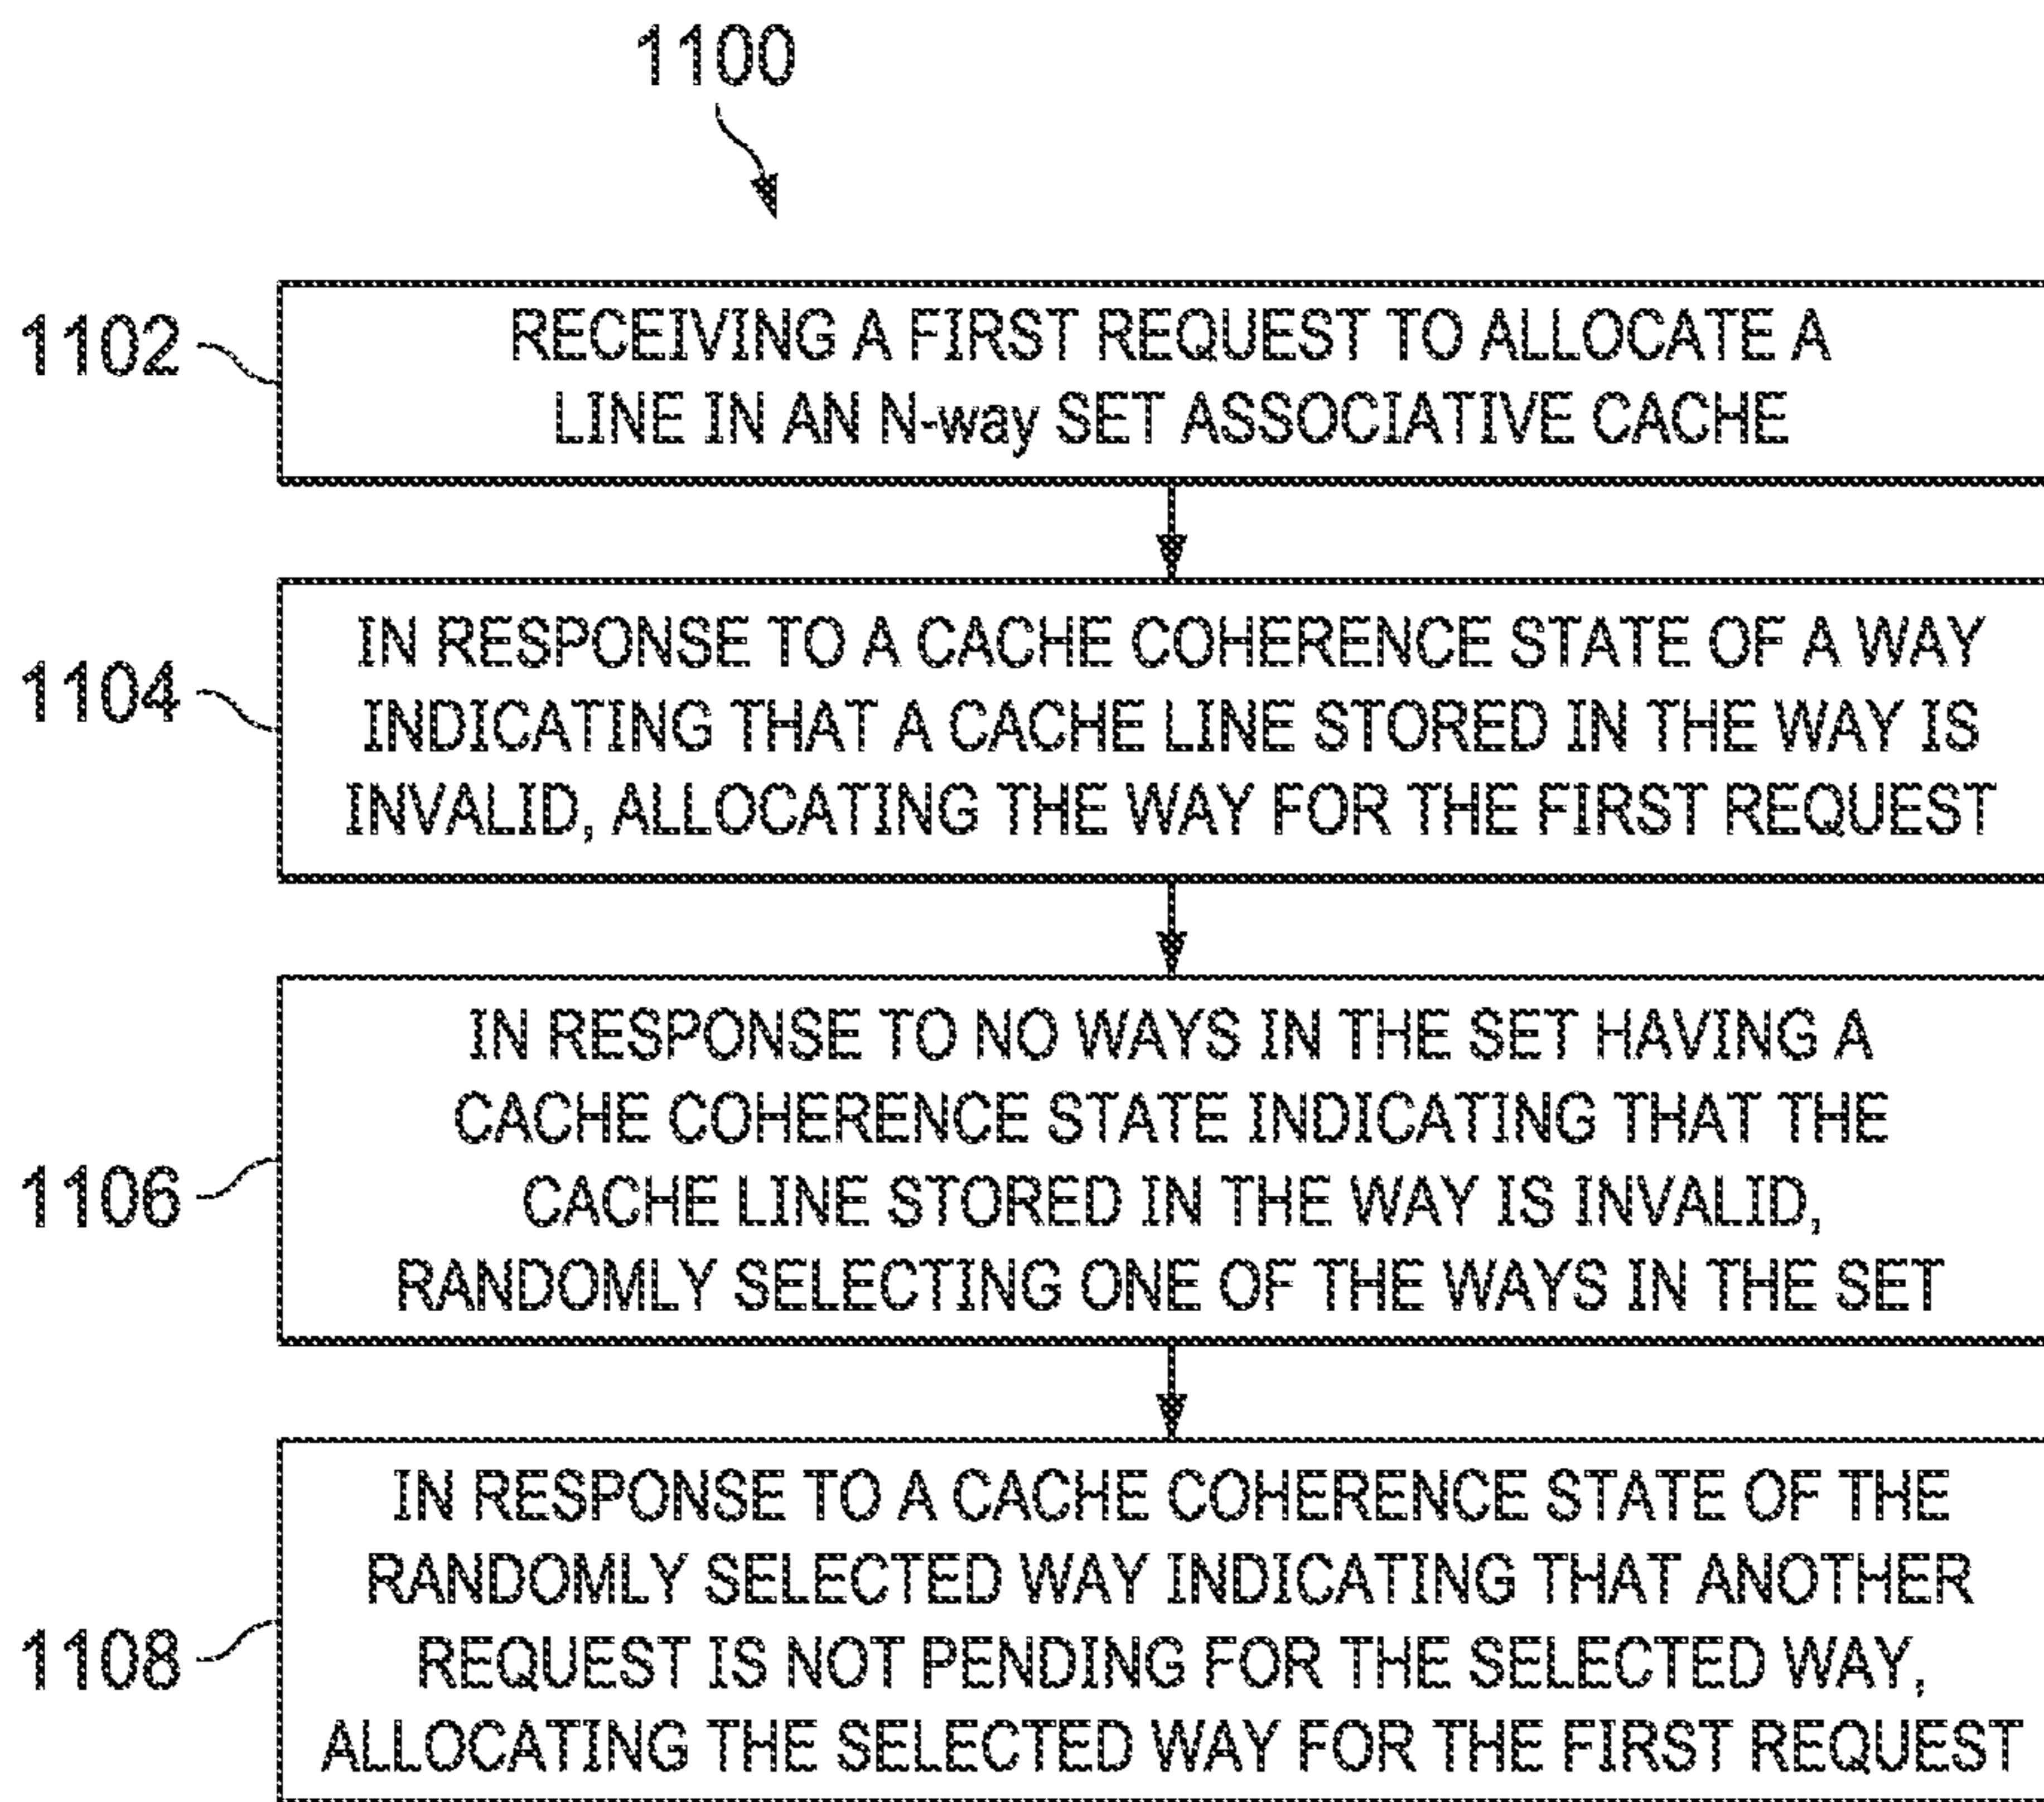 1100
1102
RECEIVING A FIRST REQUEST TO ALLOCATE A
LINE IN AN N-way SET ASSOCIATIVE CACHE
1104
IN RESPONSE TO A CACHE COHERENCE STATE OF A WAY
INDICATING THAT A CACHE LINE STORED IN THE WAY IS
INVALID, ALLOCATING THE WAY FOR THE FIRST REQUEST
1106
IN RESPONSE TO NO WAYS IN THE SET HAVING A
CACHE COHERENCE STATE INDICATING THAT THE
CACHE LINE STORED IN THE WAY IS INVALID,
RANDOMLY SELECTING ONE OF THE WAYS IN THE SET
1108
IN RESPONSE TO A CACHE COHERENCE STATE OF THE
RANDOMLY SELECTED WAY INDICATING THAT ANOTHER
REQUEST IS NOT PENDING FOR THE SELECTED WAY,
ALLOCATING THE SELECTED WAY FOR THE FIRST REQUEST